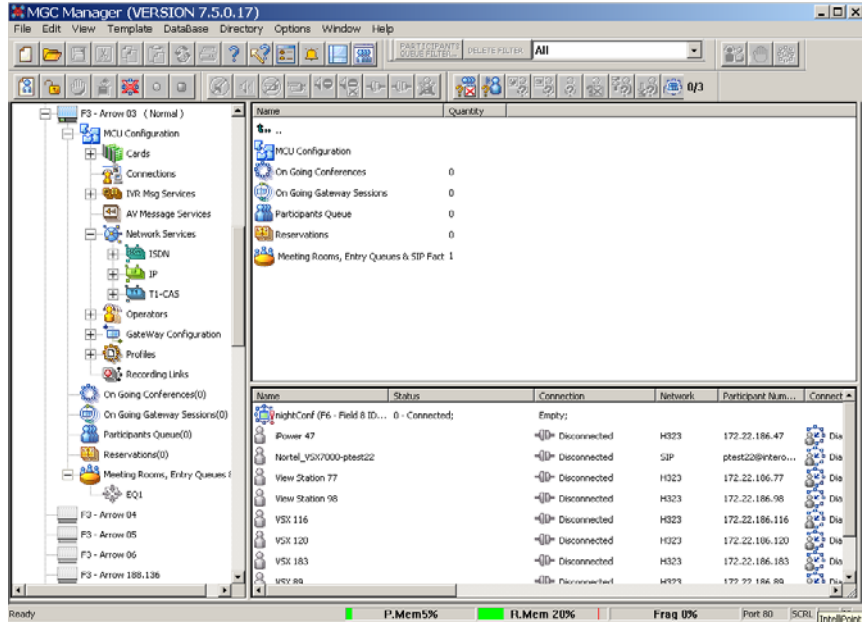 MGC Manager (VERSION 7.5.0.17)
File Edit View Template DataBase Directory Options Window Help
PARTICIPANTS QUEUE FILTER... DELETE FILTER All
0/3
F3 - Arrow 03 (Normal)
MCU Configuration
Cards
Connections
IVR Msg Services
AV Message Services
Network Services
ISDN
IP
T1-CAS
Operators
GateWay Configuration
Profiles
Recording Links
On Going Conferences(0)
On Going Gateway Sessions(0)
Participants Queue(0)
Reservations(0)
Meeting Rooms, Entry Queues &
EQ1
F3 - Arrow 04
F3 - Arrow 05
F3 - Arrow 06
F3 - Arrow 188.136
Name Quantity
..
MCU Configuration
On Going Conferences 0
On Going Gateway Sessions 0
Participants Queue 0
Reservations 0
Meeting Rooms, Entry Queues & SIP Fact 1
Name Status Connection Network Participant Num... Connect
nightConf (F6 - Field 8 ID... 0 - Connected; Empty;
iPower 47 Disconnected H323 172.22.186.47 Dia
Nortel_VSX7000-ptest22 Disconnected SIP ptest22@intero... Dia
View Station 77 Disconnected H323 172.22.186.77 Dia
View Station 98 Disconnected H323 172.22.186.98 Dia
VSX 116 Disconnected H323 172.22.186.116 Dia
VSX 120 Disconnected H323 172.22.186.120 Dia
VSX 183 Disconnected H323 172.22.186.183 Dia
VSX 89 Disconnected H323 172.22.186.89 Dia
Ready P.Mem5% R.Mem 20% Frag 0% Port 80 SCRL IntelliPoin